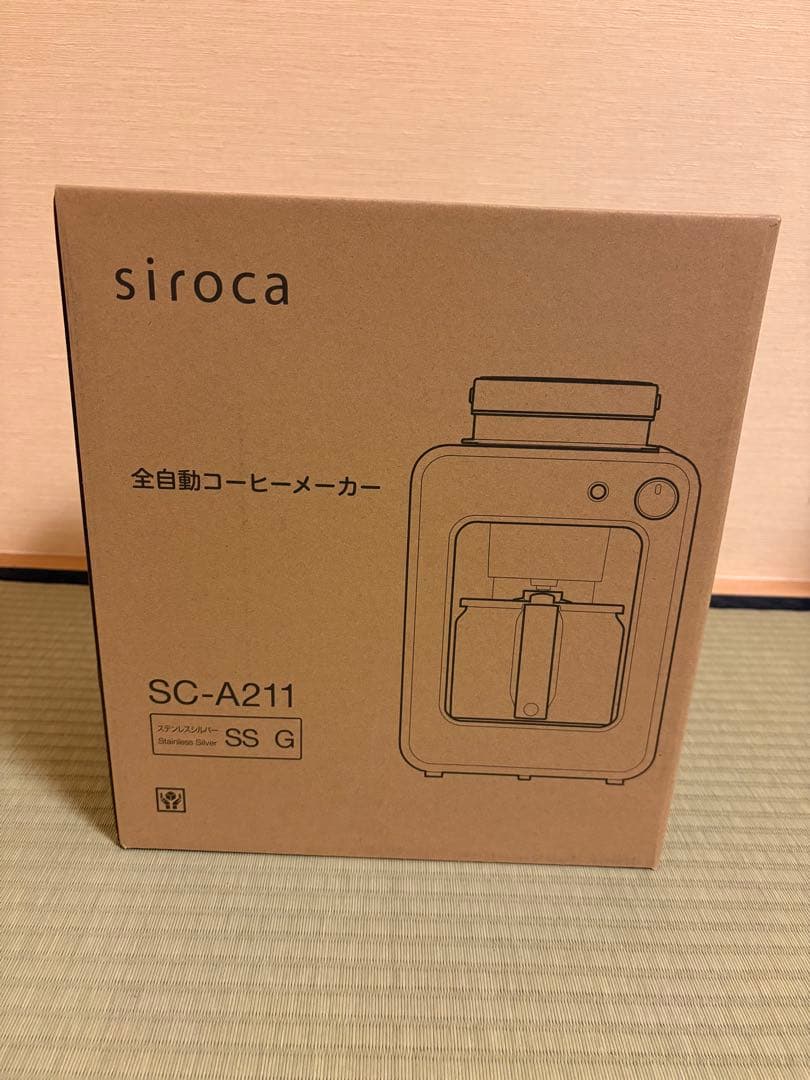 siroca
全自動コーヒーメーカー
SC-A211
ステンレスシルバー
Stainless Silver
SS G